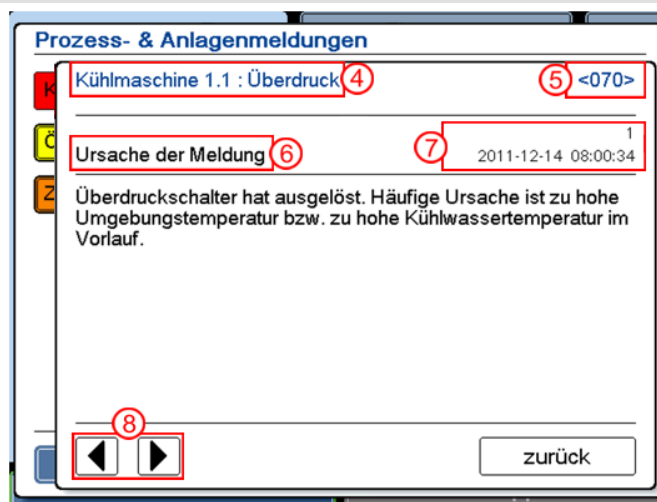 Prozess- & Anlagenmeldungen
K
Kühlmaschine 1.1 : Überdruck 4
5 <070>
Ö
Ursache der Meldung 6
7 1
2011-12-14 08:00:34
Z
Überdruckschalter hat ausgelöst. Häufige Ursache ist zu hohe
Umgebungstemperatur bzw. zu hohe Kühlwassertemperatur im
Vorlauf.
8
zurück